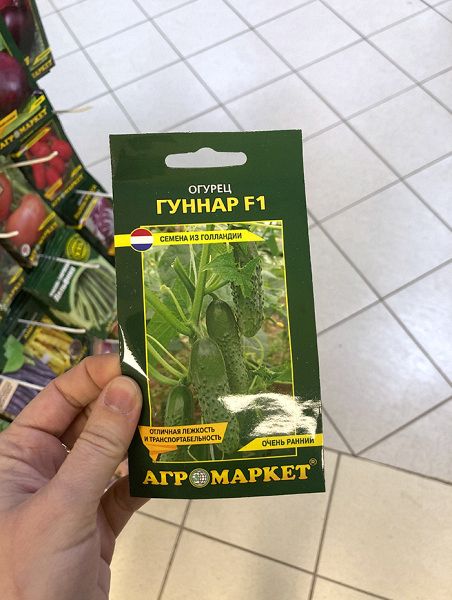 ОГУРЕЦ
ГУННАР F1
СЕМЕНА ИЗ ГОЛЛАНДИИ
ОТЛИЧНАЯ ЛЕЖКОСТЬ
И ТРАНСПОРТАБЕЛЬНОСТЬ
ОЧЕНЬ РАННИЙ
АГРОМАРКЕТ®